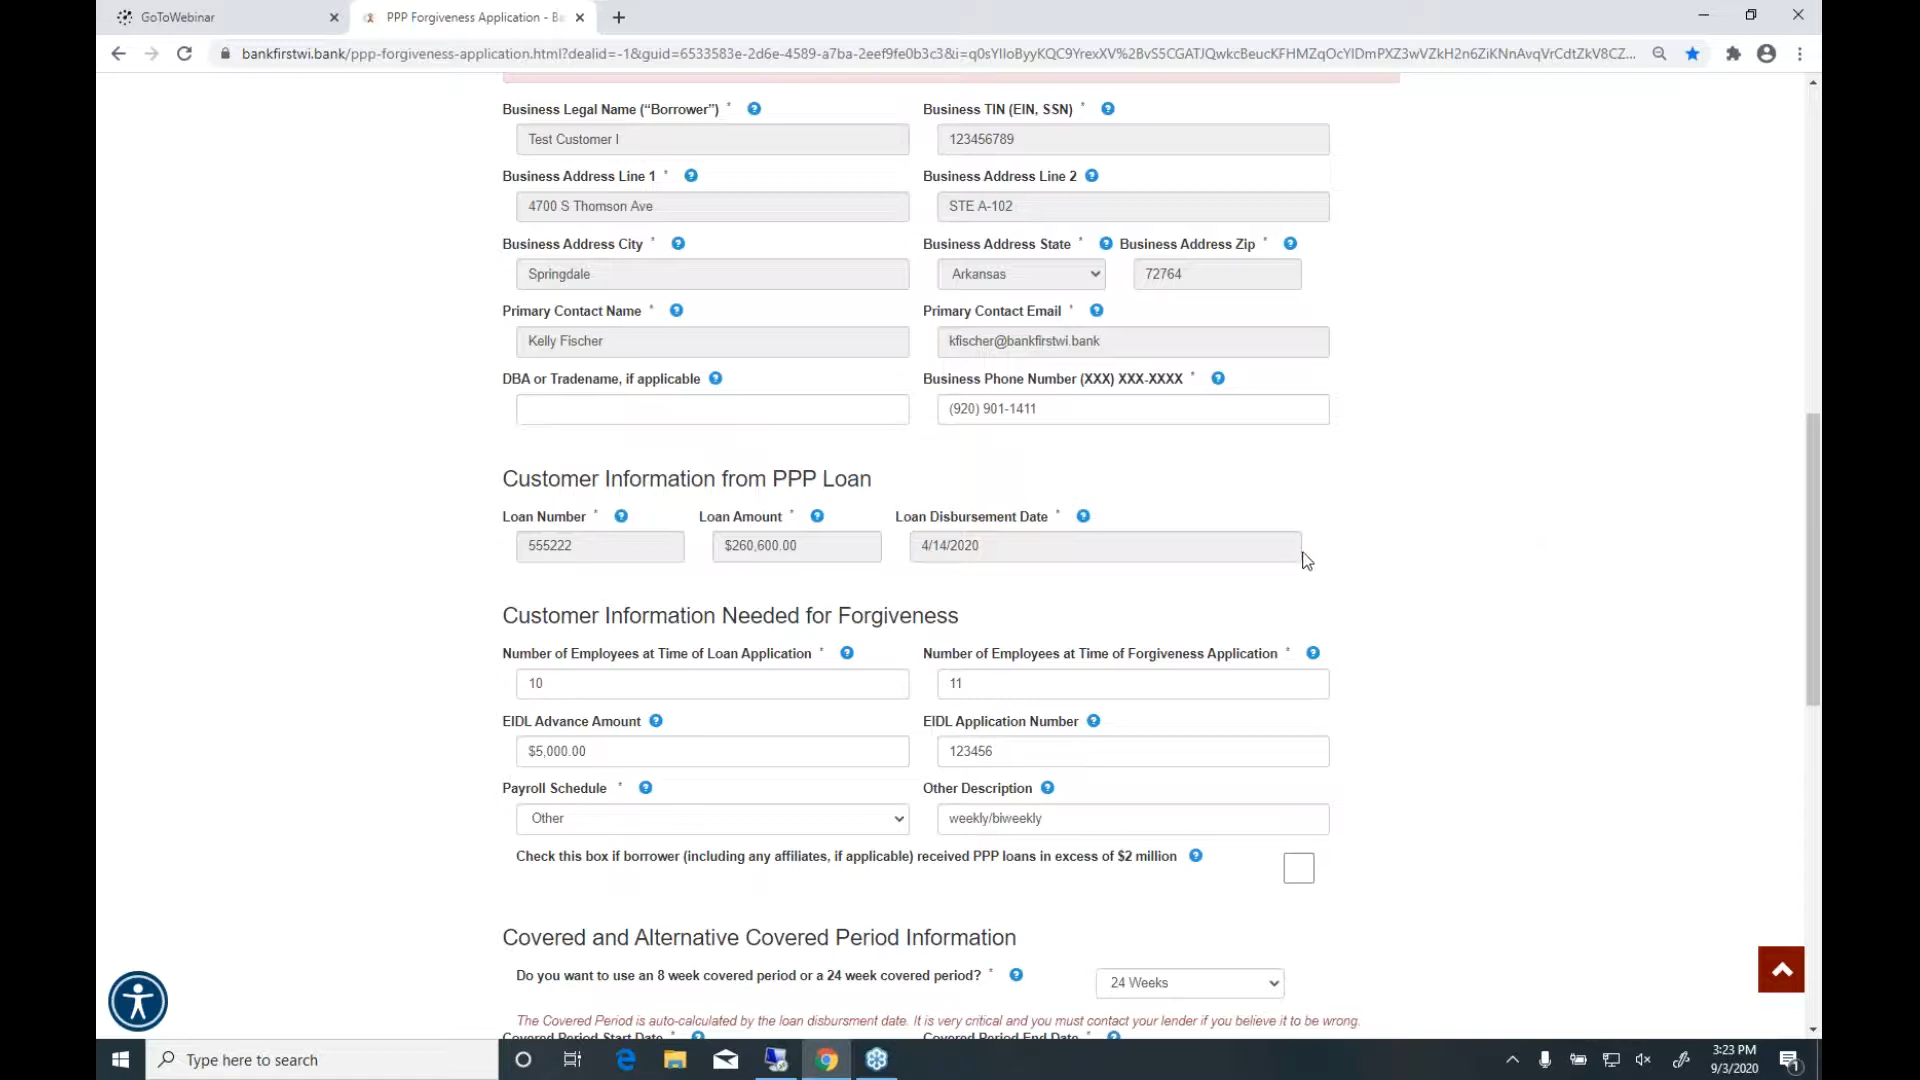 GoToWebinar
PPP Forgiveness Application - Ba
bankfirstwi.bank/ppp-forgiveness-application.html?dealid=-1&guid=6533583e-2d6e-4589-a7ba-2eef9fe0b3c3&i=
Business Legal Name (“Borrower”) * Business TIN (EIN, SSN) *
Test Customer I 123456789
Business Address Line 1 * Business Address Line 2
4700 S Thomson Ave STE A-102
Business Address City * Business Address State * Business Address Zip *
Springdale Arkansas 72764
Primary Contact Name * Primary Contact Email *
Kelly Fischer kfischer@bankfirstwi.bank
DBA or Tradename, if applicable Business Phone Number (XXX) XXX-XXXX *
(920) 901-1411
Customer Information from PPP Loan
Loan Number * Loan Amount * Loan Disbursement Date *
555222 $260,600.00 4/14/2020
Customer Information Needed for Forgiveness
Number of Employees at Time of Loan Application * Number of Employees at Time of Forgiveness Application *
10 11
EIDL Advance Amount EIDL Application Number
$5,000.00 123456
Payroll Schedule * Other Description
Other weekly/biweekly
Check this box if borrower (including any affiliates, if applicable) received PPP loans in excess of $2 million
Covered and Alternative Covered Period Information
Do you want to use an 8 week covered period or a 24 week covered period? * 24 Weeks
The Covered Period is auto-calculated by the loan disbursment date. It is very critical and you must contact your lender if you believe it to be wrong.
Covered Period Start Date * Covered Period End Date *
Type here to search
3:23 PM
9/3/2020
1